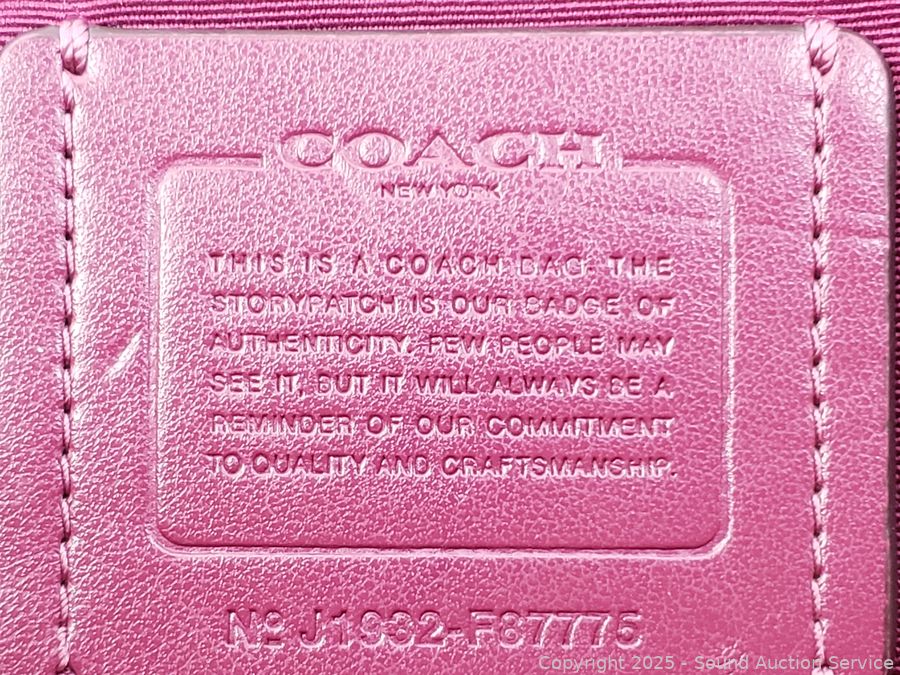 COACH
NEW YORK
THIS IS A COACH BAG. THE
STORYPATCH IS OUR BADGE OF
AUTHENTICITY. FEW PEOPLE MAY
SEE IT, BUT IT WILL ALWAYS BE A
REMINDER OF OUR COMMITMENT
TO QUALITY AND CRAFTSMANSHIP.
Nº J1932-F87775
Copyright 2025 - Sound Auction Service